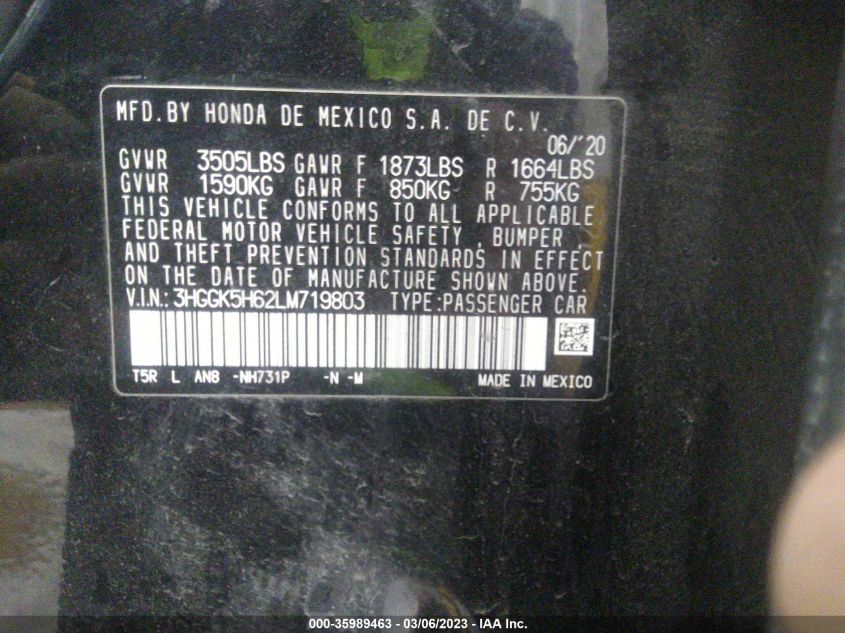 MFD.BY HONDA DE MEXICO S.A. DE C.V.
06/'20
GVWR 3505LBS GAWR F 1873LBS R 1664LBS
GVWR 1590KG GAWR F 850KG R 755KG
THIS VEHICLE CONFORMS TO ALL APPLICABLE
FEDERAL MOTOR VEHICLE SAFETY , BUMPER ,
AND THEFT PREVENTION STANDARDS IN EFFECT
ON THE DATE OF MANUFACTURE SHOWN ABOVE.
V.I.N.: 3HGGK5H62LM719803 TYPE:PASSENGER CAR
T5R L AN8 -NH731P -N -M MADE IN MEXICO
000-35989463 - 03/06/2023 - IAA Inc.